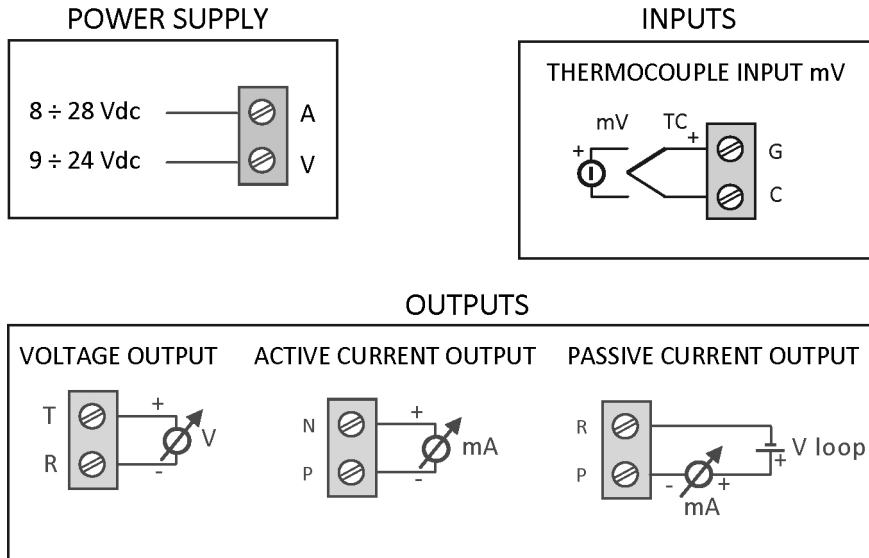 POWER SUPPLY
8 ÷ 28 Vdc
A
9 ÷ 24 Vdc
V
INPUTS
THERMOCOUPLE INPUT mV
mV TC
+ +
G
C
OUTPUTS
VOLTAGE OUTPUT
T +
V
R -
ACTIVE CURRENT OUTPUT
N +
mA
P -
PASSIVE CURRENT OUTPUT
R
V loop
+
P - +
mA